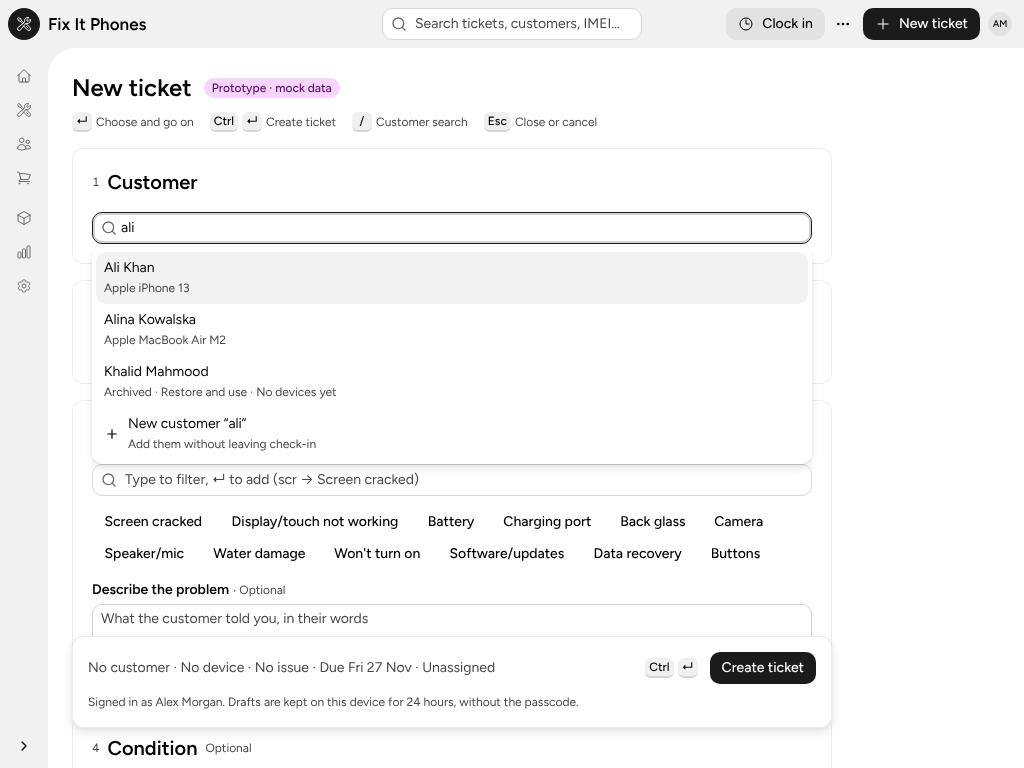 Fix It Phones
Search tickets, customers, IMEI...
Clock in
New ticket
AM
New ticket
Prototype · mock data
↵ Choose and go on
Ctrl ↵ Create ticket
/ Customer search
Esc Close or cancel
1 Customer
ali
Ali Khan
Apple iPhone 13
Alina Kowalska
Apple MacBook Air M2
Khalid Mahmood
Archived · Restore and use · No devices yet
New customer “ali”
Add them without leaving check-in
Type to filter, ↵ to add (scr → Screen cracked)
Screen cracked Display/touch not working Battery Charging port Back glass Camera
Speaker/mic Water damage Won't turn on Software/updates Data recovery Buttons
Describe the problem · Optional
What the customer told you, in their words
No customer · No device · No issue · Due Fri 27 Nov · Unassigned
Ctrl ↵ Create ticket
Signed in as Alex Morgan. Drafts are kept on this device for 24 hours, without the passcode.
4 Condition Optional